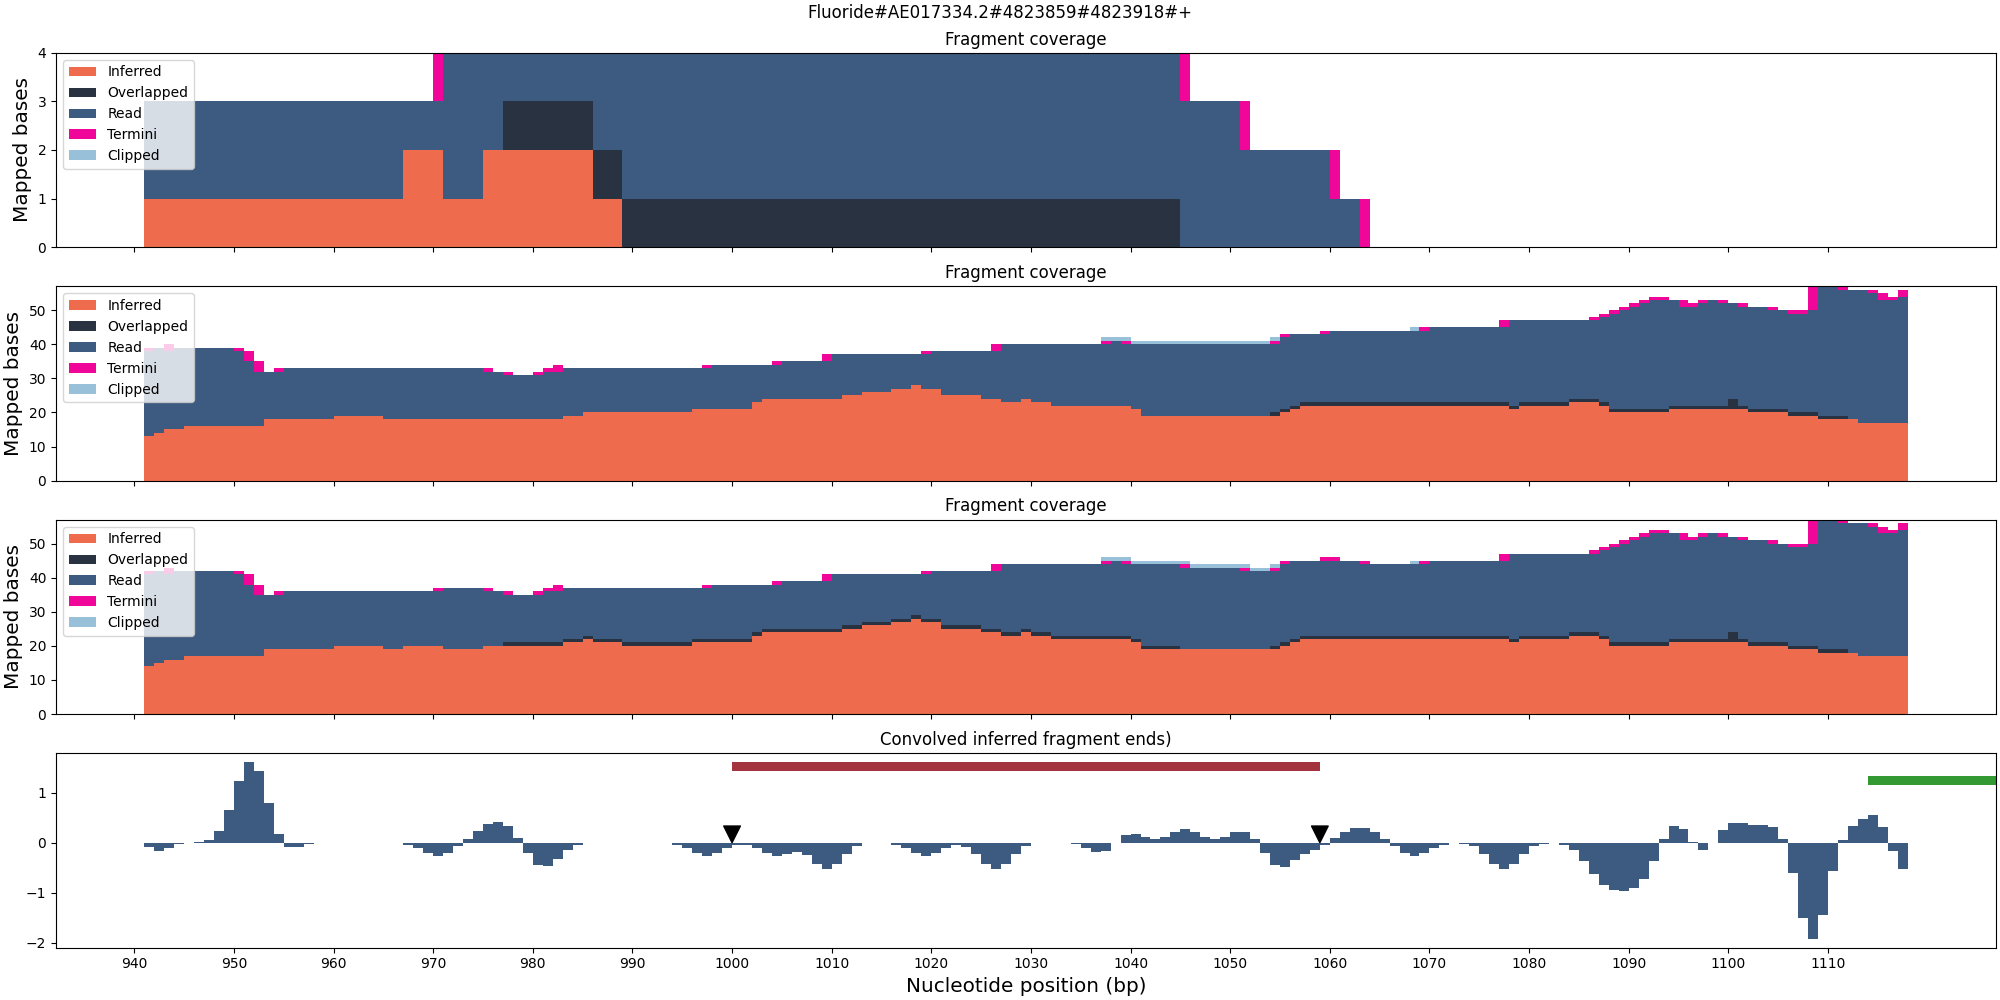 Fluoride#AE017334.2#4823859#4823918#+
Fragment coverage
Mapped bases
4
3
2
1
0
Inferred
Overlapped
Read
Termini
Clipped
Fragment coverage
Mapped bases
50
40
30
20
10
0
Inferred
Overlapped
Read
Termini
Clipped
Fragment coverage
Mapped bases
50
40
30
20
10
0
Inferred
Overlapped
Read
Termini
Clipped
Convolved inferred fragment ends)
1
0
−1
−2
940 950 960 970 980 990 1000 1010 1020 1030 1040 1050 1060 1070 1080 1090 1100 1110
Nucleotide position (bp)